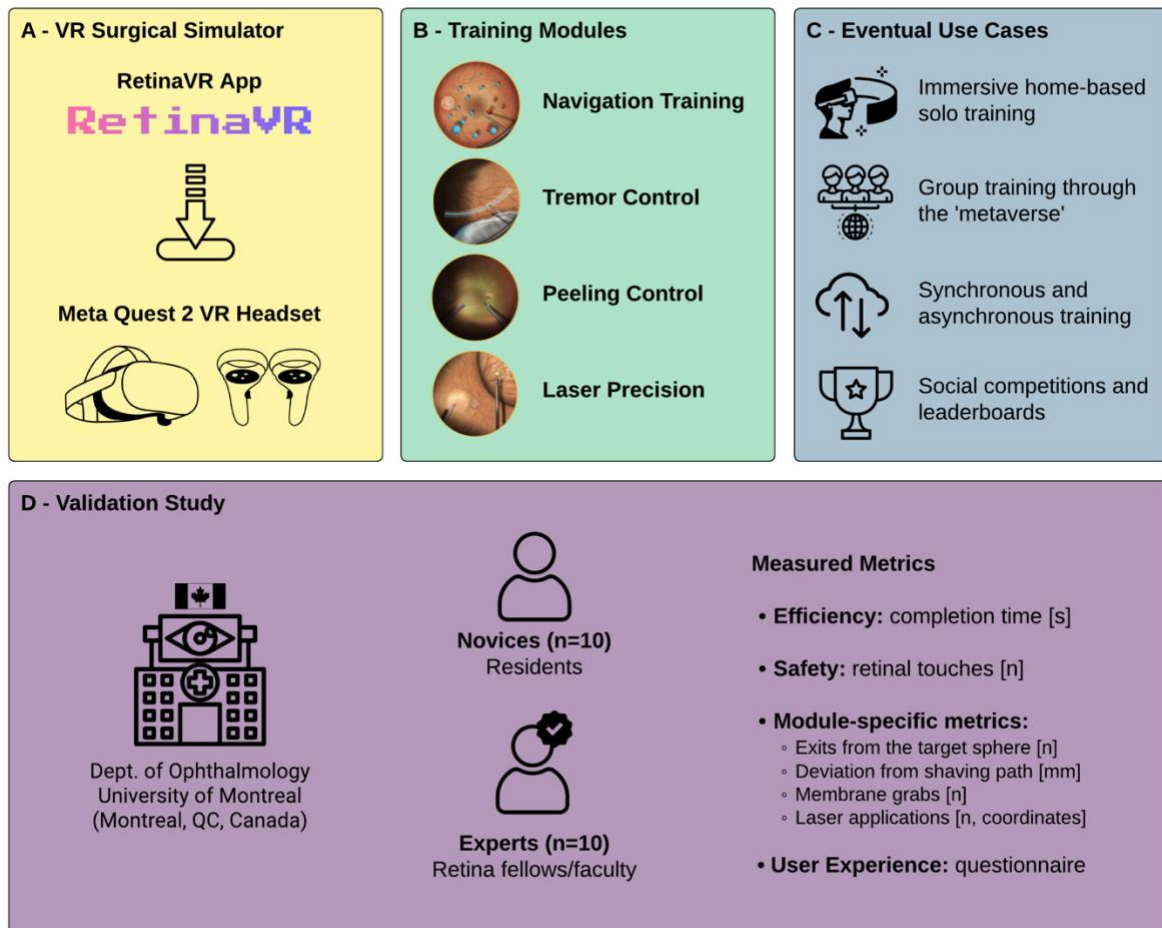 A - VR Surgical Simulator
RetinaVR App
RetinaVR
Meta Quest 2 VR Headset
B - Training Modules
Navigation Training
Tremor Control
Peeling Control
Laser Precision
C - Eventual Use Cases
Immersive home-based
solo training
Group training through
the 'metaverse'
Synchronous and
asynchronous training
Social competitions and
leaderboards
D - Validation Study
Dept. of Ophthalmology
University of Montreal
(Montreal, QC, Canada)
Novices (n=10)
Residents
Experts (n=10)
Retina fellows/faculty
Measured Metrics
• Efficiency: completion time [s]
• Safety: retinal touches [n]
• Module-specific metrics:
◦ Exits from the target sphere [n]
◦ Deviation from shaving path [mm]
◦ Membrane grabs [n]
◦ Laser applications [n, coordinates]
• User Experience: questionnaire